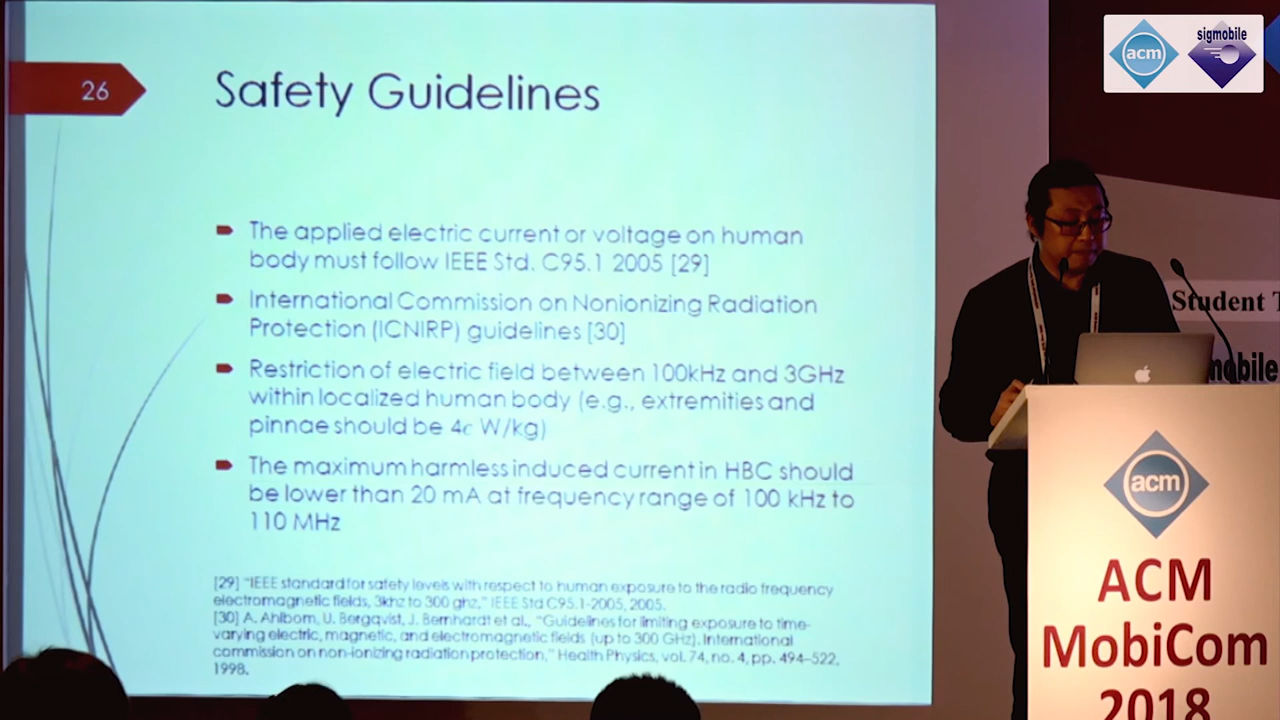 26
Safety Guidelines
The applied electric current or voltage on human
body must follow IEEE Std. C95.1 2005 [29]
International Commission on Nonionizing Radiation
Protection (ICNIRP) guidelines [30]
Restriction of electric field between 100kHz and 3GHz
within localized human body (e.g., extremities and
pinnae should be 4c W/kg)
The maximum harmless induced current in HBC should
be lower than 20 mA at frequency range of 100 kHz to
110 MHz
[29] "IEEE standard for safety levels with respect to human exposure to the radio frequency
electromagnetic fields, 3khz to 300 ghz," IEEE Std C95.1-2005, 2005.
[30] A. Ahlbom, U. Bergqvist, J. Bernhardt et al., "Guidelines for limiting exposure to time-
varying electric, magnetic, and electromagnetic fields (up to 300 GHz). International
commission on non-ionizing radiation protection," Health Physics, vol. 74, no. 4, pp. 494–522,
1998.
acm
sigmobile
Student T
mobile
acm
ACM
MobiCom
2018